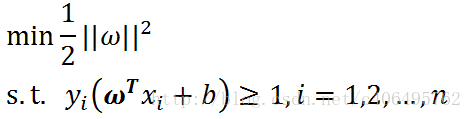 min 1/2 ||ω||²
s.t. yᵢ(ωᵀxᵢ + b) ≥ 1, i = 1,2, …, n